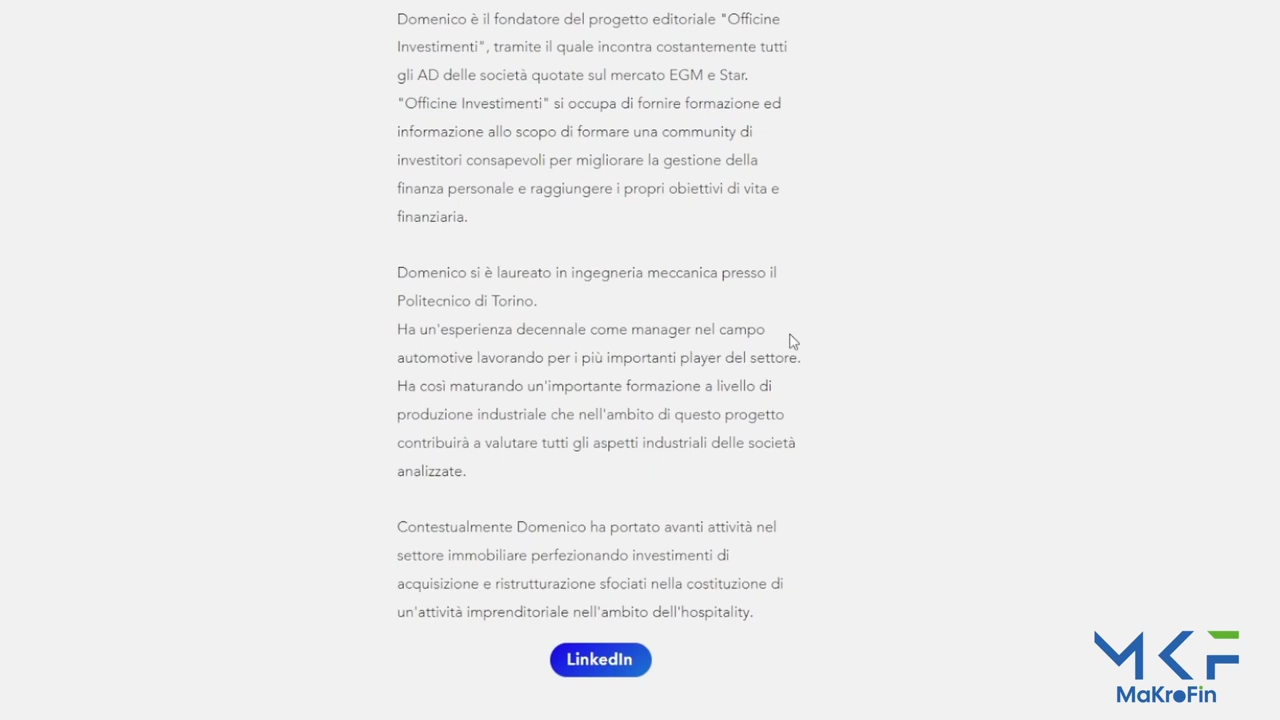 Domenico è il fondatore del progetto editoriale "Officine
Investimenti", tramite il quale incontra costantemente tutti
gli AD delle società quotate sul mercato EGM e Star.
"Officine Investimenti" si occupa di fornire formazione ed
informazione allo scopo di formare una community di
investitori consapevoli per migliorare la gestione della
finanza personale e raggiungere i propri obiettivi di vita e
finanziaria.
Domenico si è laureato in ingegneria meccanica presso il
Politecnico di Torino.
Ha un'esperienza decennale come manager nel campo
automotive lavorando per i più importanti player del settore.
Ha così maturando un'importante formazione a livello di
produzione industriale che nell'ambito di questo progetto
contribuirà a valutare tutti gli aspetti industriali delle società
analizzate.
Contestualmente Domenico ha portato avanti attività nel
settore immobiliare perfezionando investimenti di
acquisizione e ristrutturazione sfociati nella costituzione di
un'attività imprenditoriale nell'ambito dell'hospitality.
LinkedIn
MKF
MaKroFin